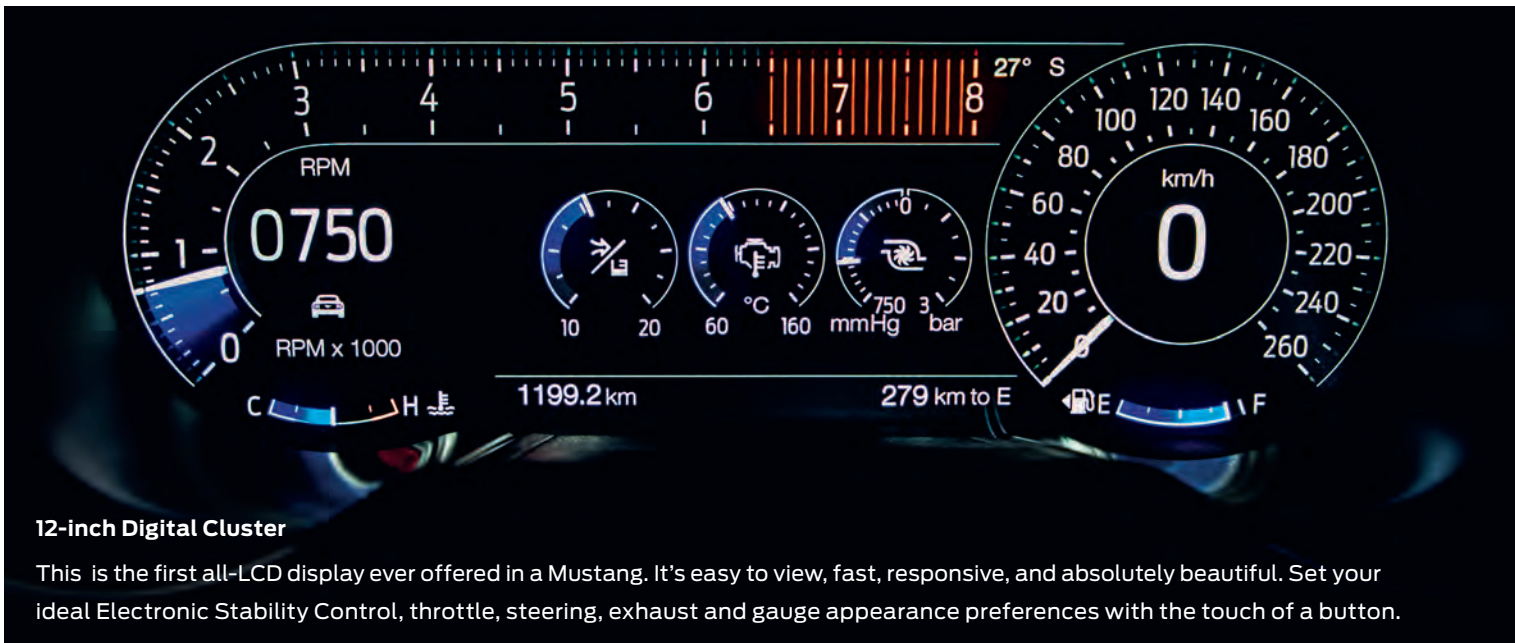 3 4 5 6 7 8 27° S
2
1
0
RPM
0750
RPM x 1000
10 20
60 °C 160
0
750 3
mmHg bar
0 20 40 60 80 100 120 140 160 180 200 220 240 260
km/h
0
C H
1199.2 km 279 km to E
E F
12-inch Digital Cluster
This is the first all-LCD display ever offered in a Mustang. It’s easy to view, fast, responsive, and absolutely beautiful. Set your
ideal Electronic Stability Control, throttle, steering, exhaust and gauge appearance preferences with the touch of a button.